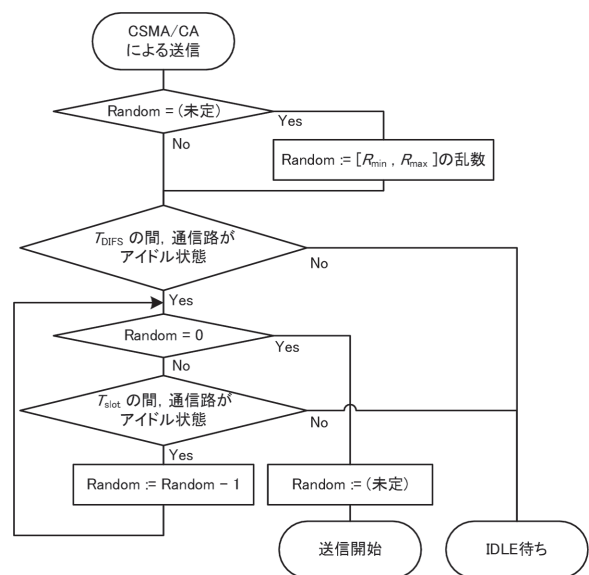 CSMA/CA
による送信
Random = (未定)
Yes
No
Random := [Rmin , Rmax ]の乱数
TDIFS の間, 通信路が
アイドル状態
No
Yes
Random = 0
Yes
No
Tslot の間, 通信路が
アイドル状態
No
Yes
Random := Random − 1
Random := (未定)
送信開始
IDLE待ち